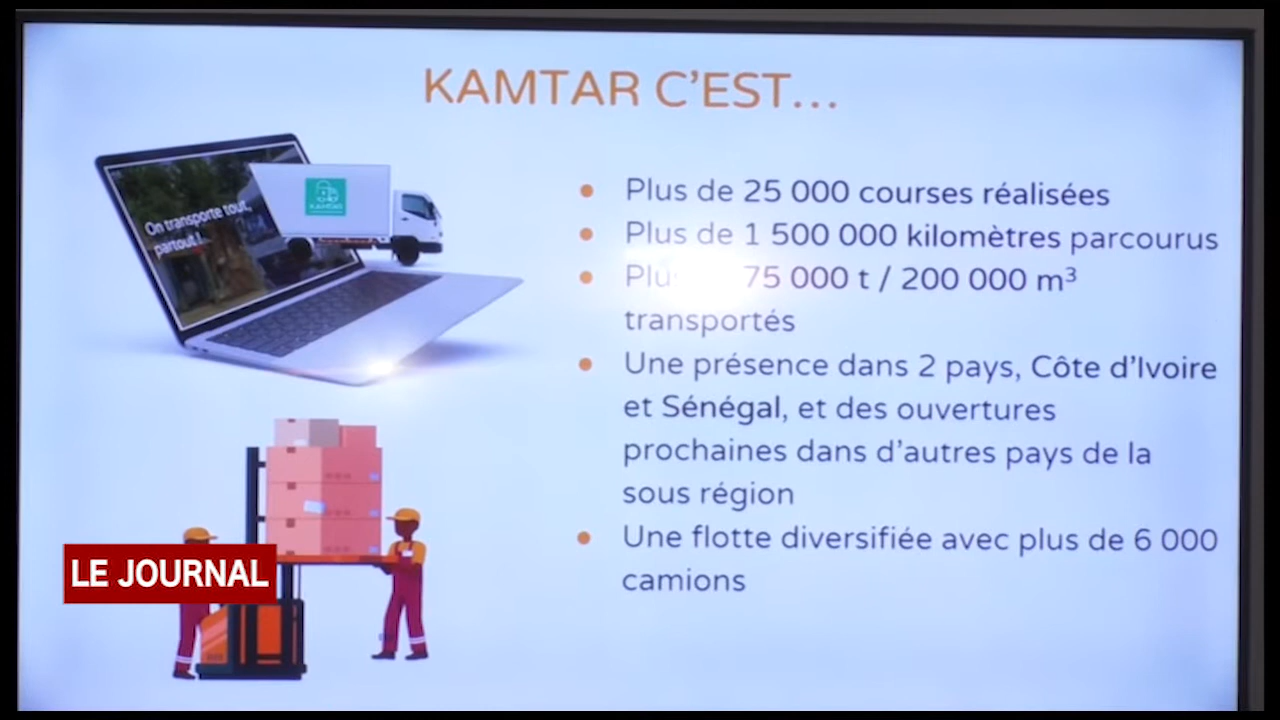 KAMTAR C'EST...
On transporte tout,
partout !
KAMTAR
Plus de 25 000 courses réalisées
Plus de 1 500 000 kilomètres parcourus
Plu 75 000 t / 200 000 m³
transportés
Une présence dans 2 pays, Côte d'Ivoire
et Sénégal, et des ouvertures
prochaines dans d'autres pays de la
sous région
Une flotte diversifiée avec plus de 6 000
camions
LE JOURNAL